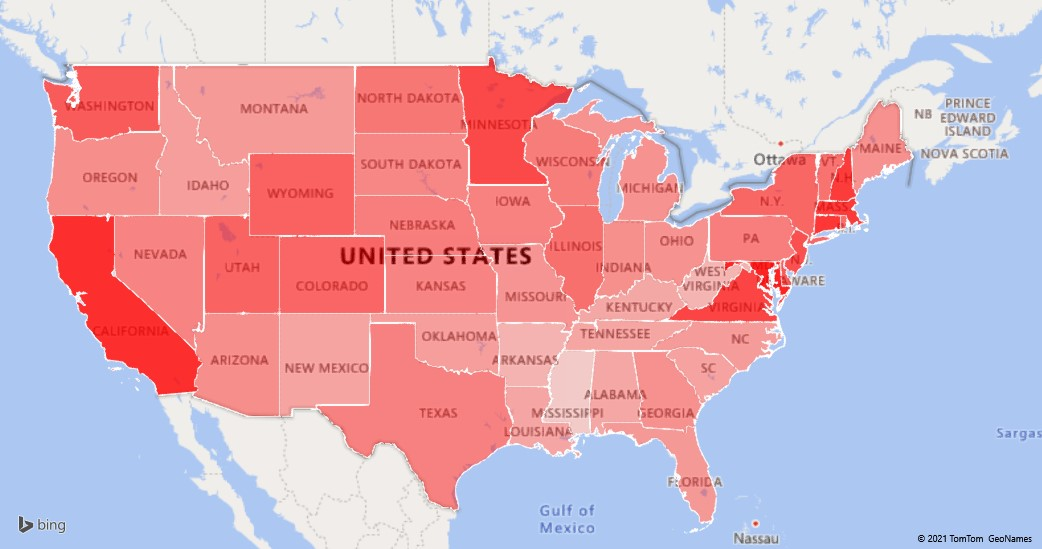 WASHINGTON
MONTANA
NORTH DAKOTA
MINNESOTA
OREGON
IDAHO
WYOMING
SOUTH DAKOTA
WISCONSIN
MICHIGAN
Ottawa
VT.
N.H.
MAINE
NB
PRINCE
EDWARD
ISLAND
NOVA SCOTIA
N.Y.
MASS.
R.I.
NEVADA
UTAH
COLORADO
NEBRASKA
IOWA
ILLINOIS
INDIANA
OHIO
PA
N.J.
UNITED STATES
KANSAS
MISSOURI
KENTUCKY
WEST
VIRGINIA
VIRGINIA
LWARE
CALIFORNIA
ARIZONA
NEW MEXICO
OKLAHOMA
ARKANSAS
TENNESSEE
NC
SC
TEXAS
LOUISIANA
MISSISSIPPI
ALABAMA
GEORGIA
FLORIDA
Gulf of
Mexico
Nassau
Sargas
bing
© 2021 TomTom GeoNames